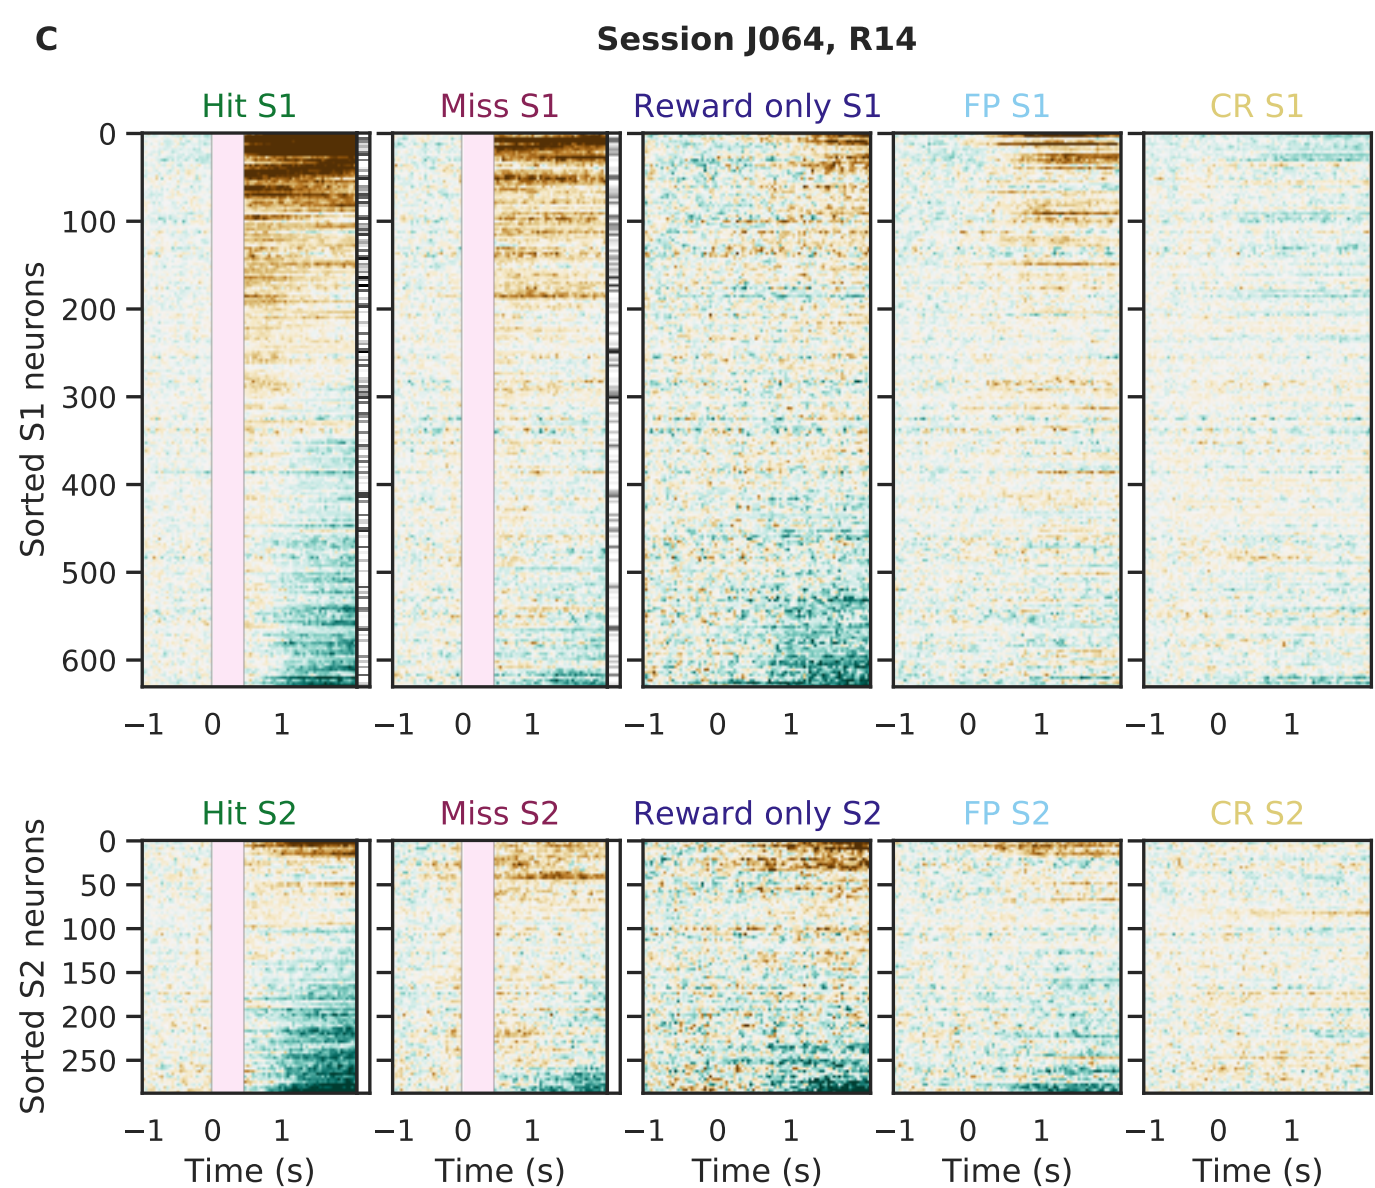 C
Session J064, R14
Hit S1 Miss S1 Reward only S1 FP S1 CR S1
Sorted S1 neurons
0
100
200
300
400
500
600
−1 0 1 −1 0 1 −1 0 1 −1 0 1 −1 0 1
Hit S2 Miss S2 Reward only S2 FP S2 CR S2
Sorted S2 neurons
0
50
100
150
200
250
−1 0 1 −1 0 1 −1 0 1 −1 0 1 −1 0 1
Time (s) Time (s) Time (s) Time (s) Time (s)